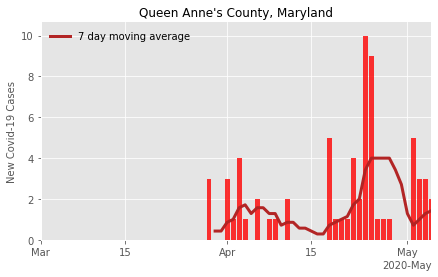 Queen Anne's County, Maryland
7 day moving average
New Covid-19 Cases
10
8
6
4
2
0
Mar 15 Apr 15 May
2020-May